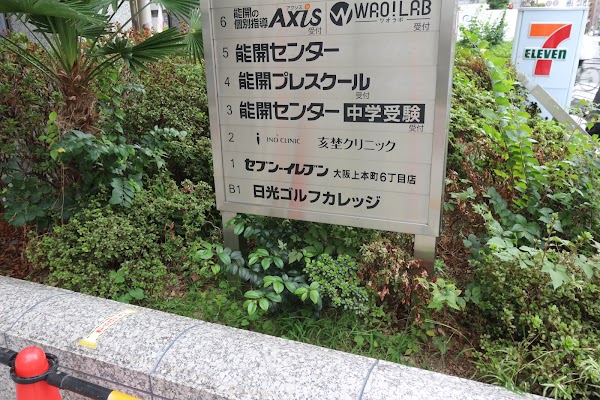 6 能開の個別指導 アクシス AXIS 受付 WAO!LAB ワオラボ 受付
5 能開センター
4 能開プレスクール 受付
3 能開センター 中学受験 受付
2 INO CLINIC 亥埜クリニック
1 セブン-イレブン 大阪上本町6丁目店
B1 日光ゴルフカレッジ
7 ELEVEN